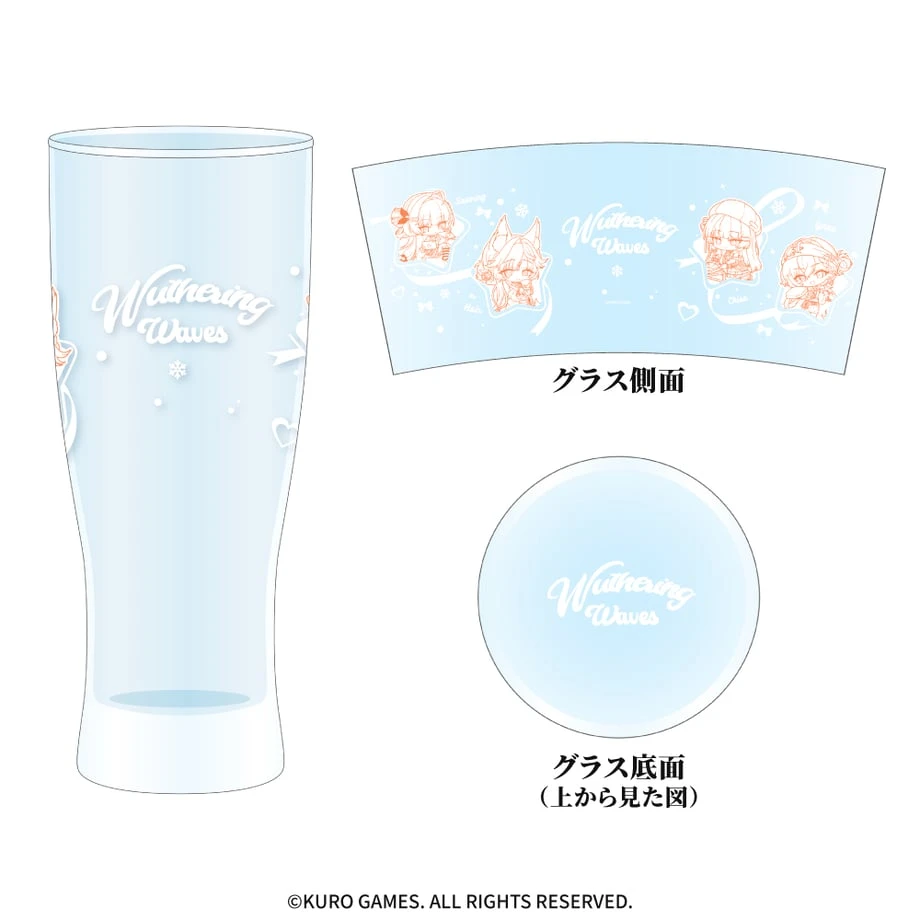 Wuthering
Waves
Wuthering
Waves
Chisa
グラス側面
Wuthering
Waves
グラス底面
(上から見た図)
©KURO GAMES. ALL RIGHTS RESERVED.